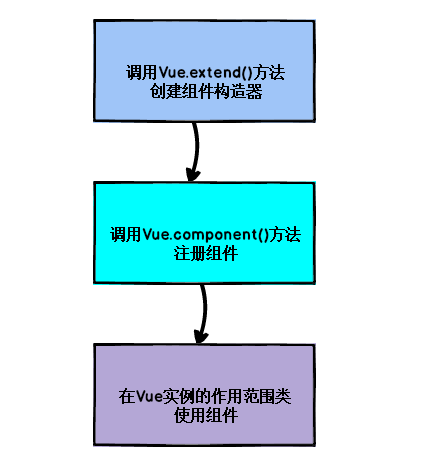 调用Vue.extend()方法
创建组件构造器
调用Vue.component()方法
注册组件
在Vue实例的作用范围类
使用组件